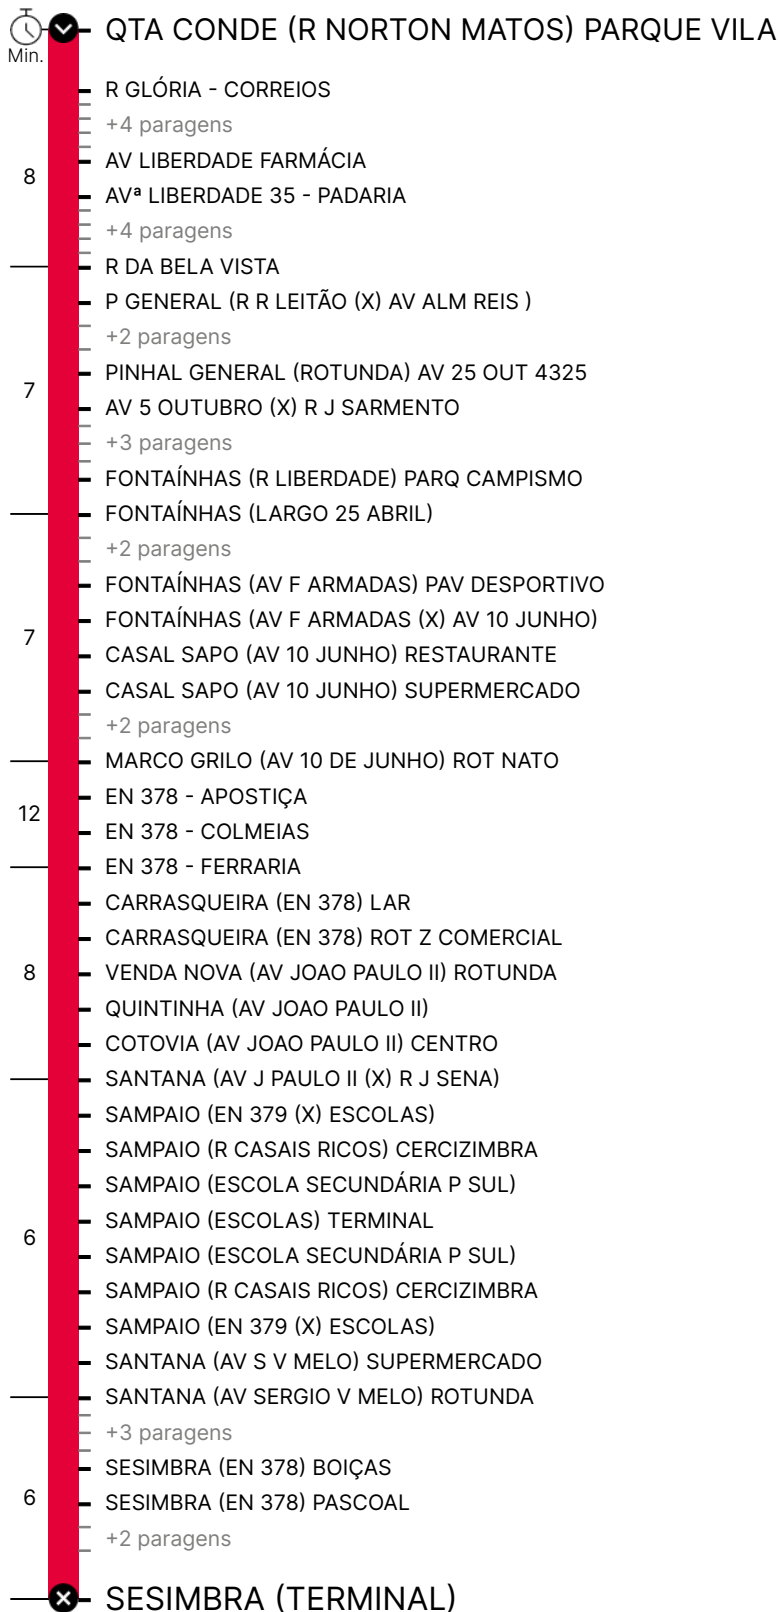 QTA CONDE (R NORTON MATOS) PARQUE VILA
Min.
R GLÓRIA - CORREIOS
+4 paragens
AV LIBERDADE FARMÁCIA
8
AVª LIBERDADE 35 - PADARIA
+4 paragens
R DA BELA VISTA
P GENERAL (R R LEITÃO (X) AV ALM REIS )
+2 paragens
PINHAL GENERAL (ROTUNDA) AV 25 OUT 4325
7
AV 5 OUTUBRO (X) R J SARMENTO
+3 paragens
FONTAÍNHAS (R LIBERDADE) PARQ CAMPISMO
FONTAÍNHAS (LARGO 25 ABRIL)
+2 paragens
FONTAÍNHAS (AV F ARMADAS) PAV DESPORTIVO
FONTAÍNHAS (AV F ARMADAS (X) AV 10 JUNHO)
7
CASAL SAPO (AV 10 JUNHO) RESTAURANTE
CASAL SAPO (AV 10 JUNHO) SUPERMERCADO
+2 paragens
MARCO GRILO (AV 10 DE JUNHO) ROT NATO
EN 378 - APOSTIÇA
12
EN 378 - COLMEIAS
EN 378 - FERRARIA
CARRASQUEIRA (EN 378) LAR
CARRASQUEIRA (EN 378) ROT Z COMERCIAL
8
VENDA NOVA (AV JOAO PAULO II) ROTUNDA
QUINTINHA (AV JOAO PAULO II)
COTOVIA (AV JOAO PAULO II) CENTRO
SANTANA (AV J PAULO II (X) R J SENA)
SAMPAIO (EN 379 (X) ESCOLAS)
SAMPAIO (R CASAIS RICOS) CERCIZIMBRA
SAMPAIO (ESCOLA SECUNDÁRIA P SUL)
SAMPAIO (ESCOLAS) TERMINAL
6
SAMPAIO (ESCOLA SECUNDÁRIA P SUL)
SAMPAIO (R CASAIS RICOS) CERCIZIMBRA
SAMPAIO (EN 379 (X) ESCOLAS)
SANTANA (AV S V MELO) SUPERMERCADO
SANTANA (AV SERGIO V MELO) ROTUNDA
+3 paragens
SESIMBRA (EN 378) BOIÇAS
6
SESIMBRA (EN 378) PASCOAL
+2 paragens
SESIMBRA (TERMINAL)